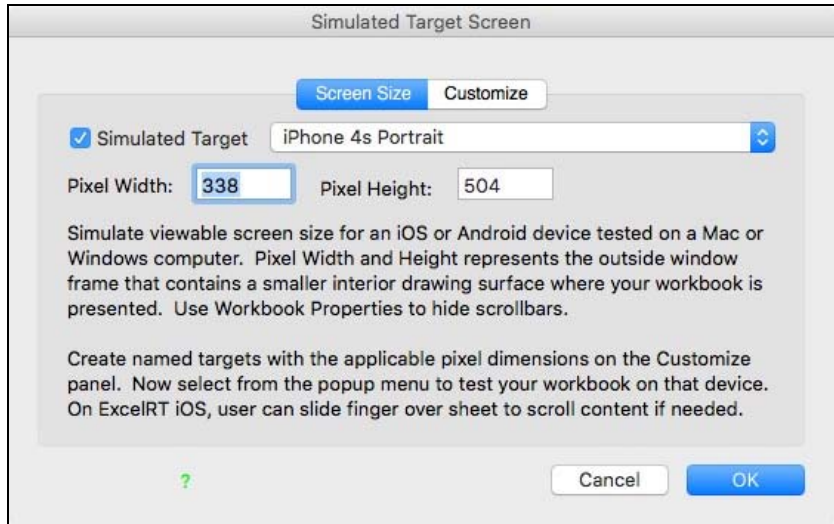 Simulated Target Screen
Screen Size Customize
Simulated Target iPhone 4s Portrait
Pixel Width: 338 Pixel Height: 504
Simulate viewable screen size for an iOS or Android device tested on a Mac or
Windows computer.  Pixel Width and Height represents the outside window
frame that contains a smaller interior drawing surface where your workbook is
presented.  Use Workbook Properties to hide scrollbars.
Create named targets with the applicable pixel dimensions on the Customize
panel.  Now select from the popup menu to test your workbook on that device.
On ExcelRT iOS, user can slide finger over sheet to scroll content if needed.
? Cancel OK